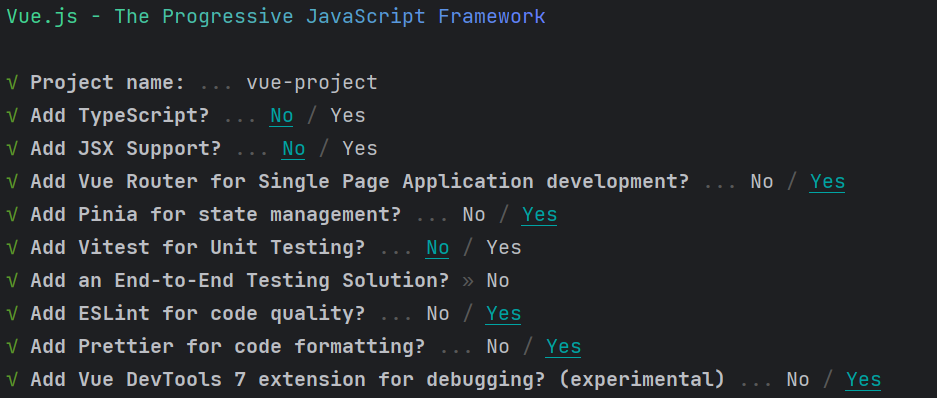 Vue.js - The Progressive JavaScript Framework
√ Project name: ... vue-project
√ Add TypeScript? ... No / Yes
√ Add JSX Support? ... No / Yes
√ Add Vue Router for Single Page Application development? ... No / Yes
√ Add Pinia for state management? ... No / Yes
√ Add Vitest for Unit Testing? ... No / Yes
√ Add an End-to-End Testing Solution? » No
√ Add ESLint for code quality? ... No / Yes
√ Add Prettier for code formatting? ... No / Yes
√ Add Vue DevTools 7 extension for debugging? (experimental) ... No / Yes